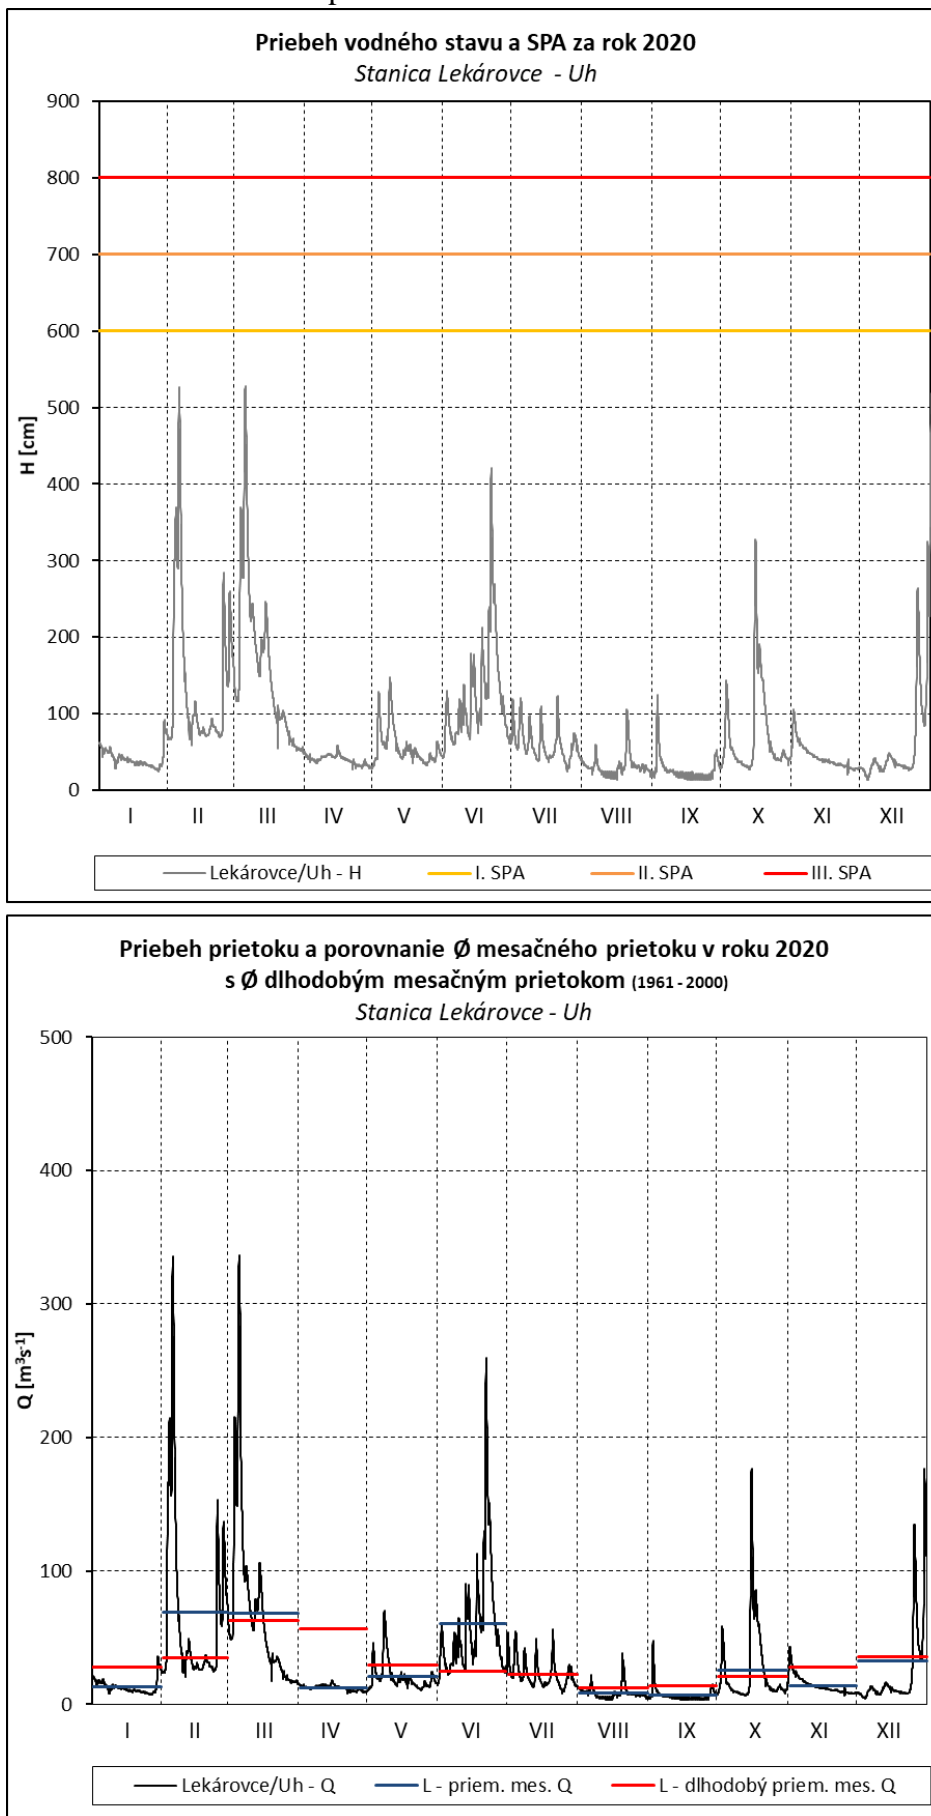 Priebeh vodného stavu a SPA za rok 2020
Stanica Lekárovce - Uh
900
800
700
600
500
400
300
200
100
0
H [cm]
I II III IV V VI VII VIII IX X XI XII
Lekárovce/Uh - H I. SPA II. SPA III. SPA
Priebeh prietoku a porovnanie Ø mesačného prietoku v roku 2020
s Ø dlhodobým mesačným prietokom (1961 - 2000)
Stanica Lekárovce - Uh
500
400
300
200
100
0
Q [m³s⁻¹]
I II III IV V VI VII VIII IX X XI XII
Lekárovce/Uh - Q L - priem. mes. Q L - dlhodobý priem. mes. Q